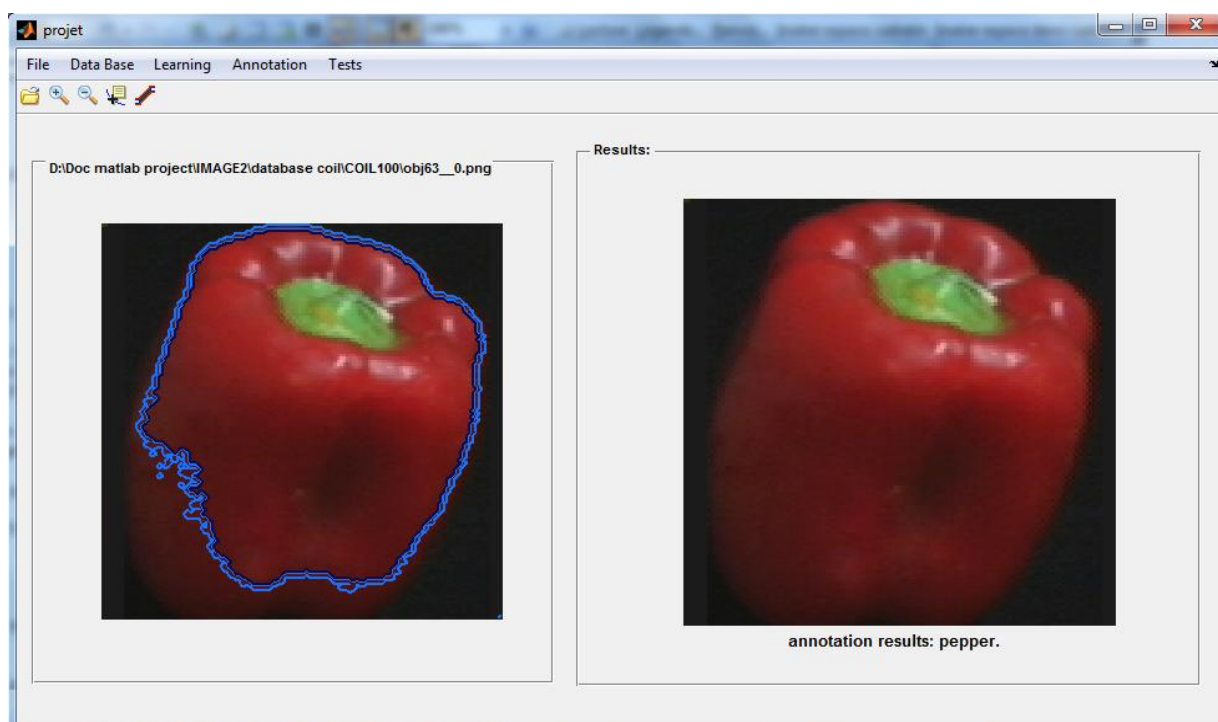 projet
File Data Base Learning Annotation Tests
D:\Doc matlab project\IMAGE2\database coil\COIL100\obj63__0.png
Results:
annotation results: pepper.